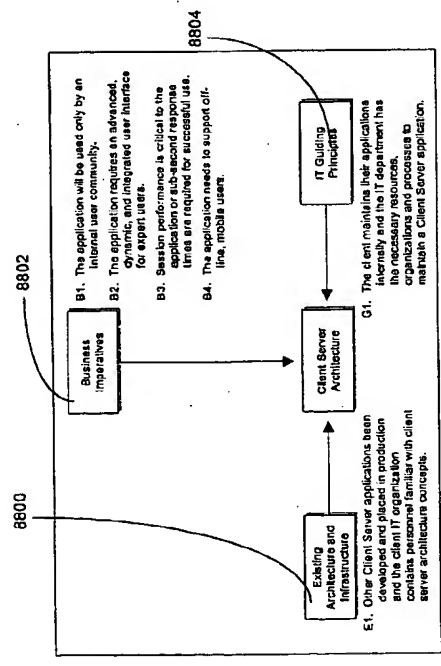 8802
8804
8800
Business
Imperatives
B1. The application will be used only by an
internal user community.
B2. The application requires an advanced,
dynamic, and integrated user interface
for expert users.
B3. Session performance is critical to the
application or sub-second response
times are required for successful use.
B4. The application needs to support off-
line, mobile users.
Existing
Architecture and
Infrastructure
Client Server
Architecture
IT Guiding
Principles
E1. Other Client Server applications been
developed and placed in production
and the client IT organization
contains personnel familiar with client
server architecture concepts.
G1. The client maintains their applications
internally and the IT department has
the necessary resources,
organizations and processes to
maintain a Client Server application.